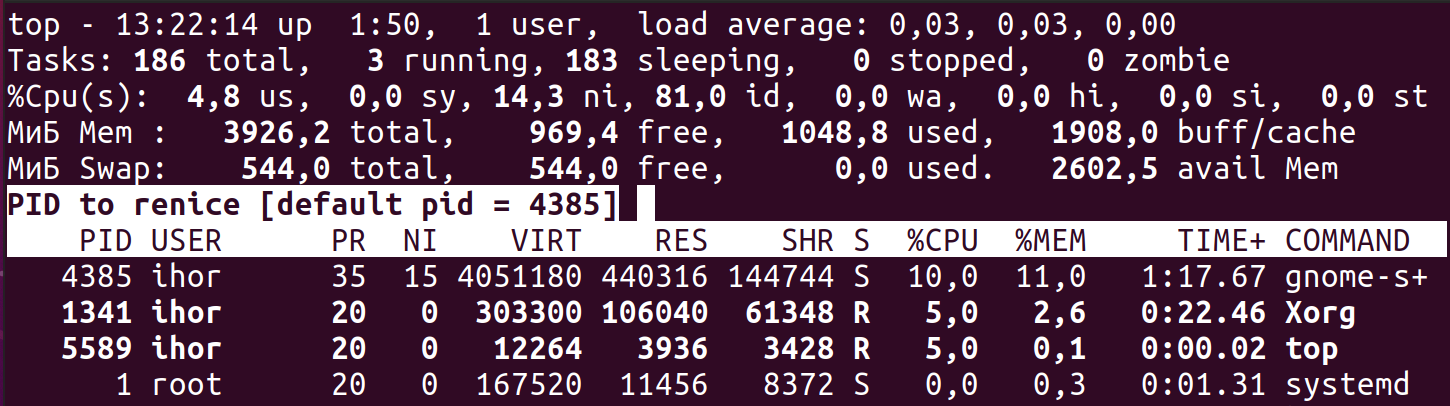 top - 13:22:14 up  1:50,  1 user,  load average: 0,03, 0,03, 0,00
Tasks: 186 total,   3 running, 183 sleeping,   0 stopped,   0 zombie
%Cpu(s):  4,8 us,  0,0 sy, 14,3 ni, 81,0 id,  0,0 wa,  0,0 hi,  0,0 si,  0,0 st
МиБ Mem :   3926,2 total,    969,4 free,   1048,8 used,   1908,0 buff/cache
МиБ Swap:    544,0 total,    544,0 free,      0,0 used.   2602,5 avail Mem
PID to renice [default pid = 4385]
    PID USER      PR  NI    VIRT    RES    SHR S  %CPU  %MEM     TIME+ COMMAND
   4385 ihor      35  15 4051180 440316 144744 S  10,0  11,0   1:17.67 gnome-s+
   1341 ihor      20   0  303300 106040  61348 R   5,0   2,6   0:22.46 Xorg
   5589 ihor      20   0   12264   3936   3428 R   5,0   0,1   0:00.02 top
      1 root      20   0  167520  11456   8372 S   0,0   0,3   0:01.31 systemd